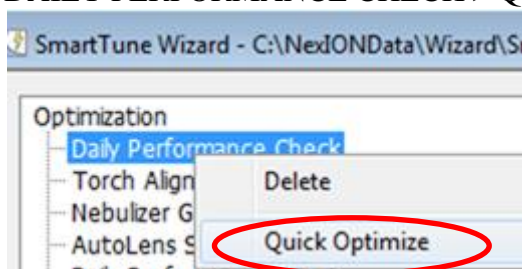 SmartTune Wizard - C:\NexIONData\Wizard\S
Optimization
Daily Performance Check
Torch Align
Delete
Nebulizer G
AutoLens S
Quick Optimize